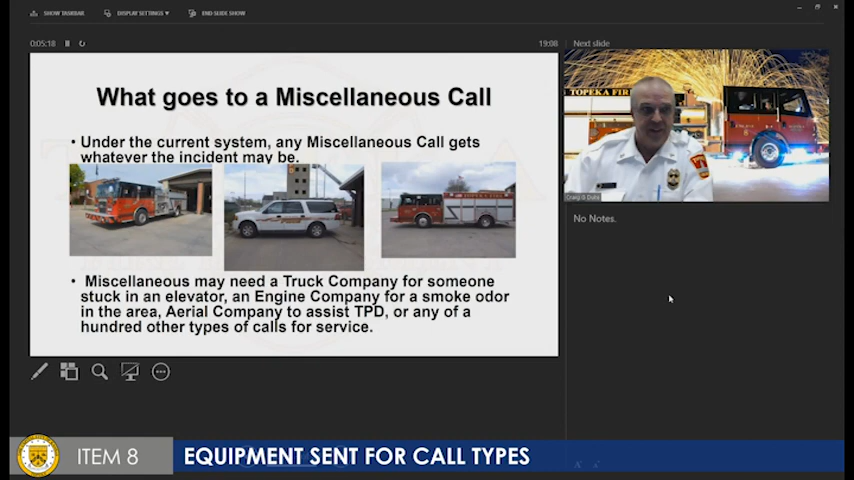 SHOW TASKBAR
DISPLAY SETTINGS ▾
END SLIDE SHOW
0:05:18
19:08
Next slide
What goes to a Miscellaneous Call
• Under the current system, any Miscellaneous Call gets
whatever the incident may be.
• Miscellaneous may need a Truck Company for someone
stuck in an elevator, an Engine Company for a smoke odor
in the area, Aerial Company to assist TPD, or any of a
hundred other types of calls for service.
TOPEKA FIRE
No Notes.
ITEM 8
EQUIPMENT SENT FOR CALL TYPES